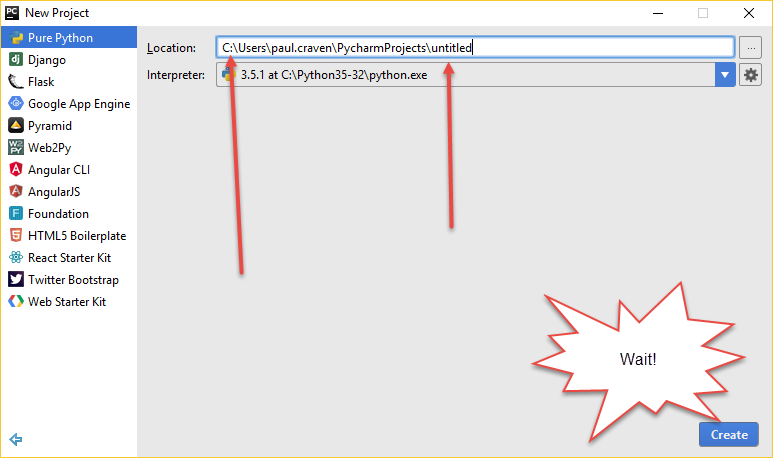 PC New Project
Pure Python
Location: C:\Users\paul.craven\PycharmProjects\untitled ...
Django
Interpreter: 3.5.1 at C:\Python35-32\python.exe
Flask
Google App Engine
Pyramid
Web2Py
Angular CLI
AngularJS
Foundation
HTML5 Boilerplate
React Starter Kit
Twitter Bootstrap
Web Starter Kit
Wait!
Create